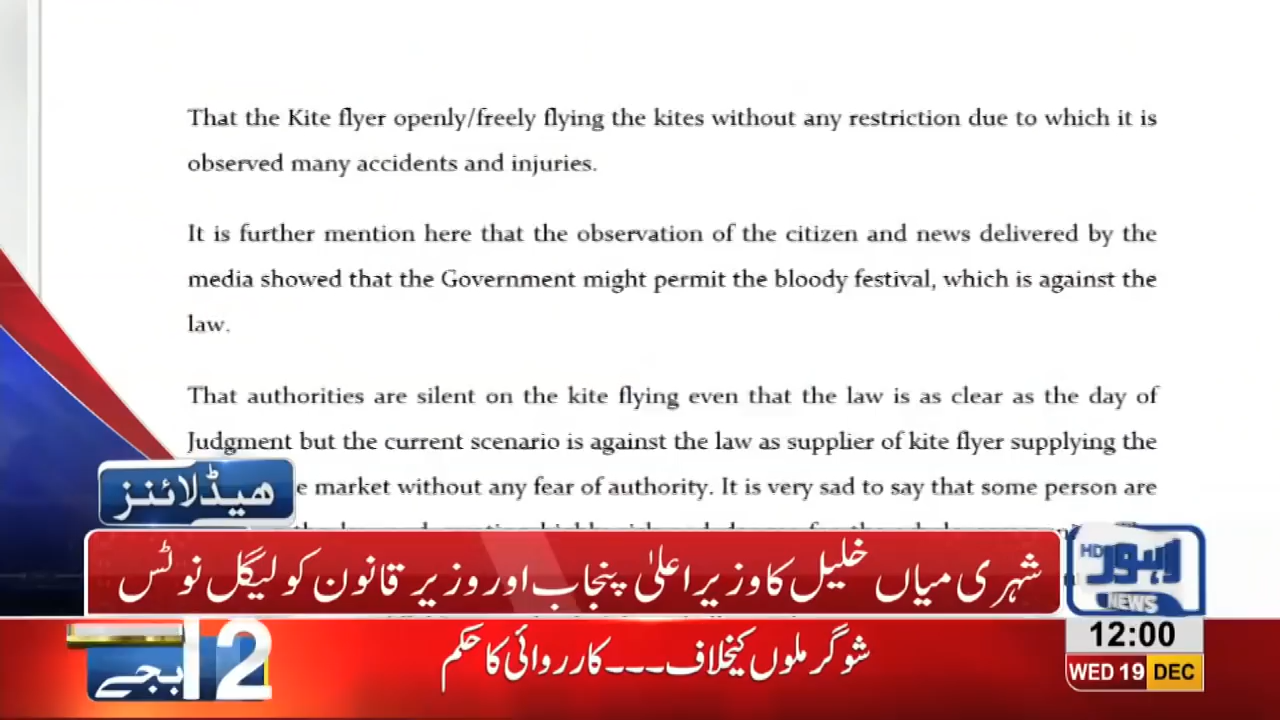 That the Kite flyer openly/freely flying the kites without any restriction due to which it is
observed many accidents and injuries.
It is further mention here that the observation of the citizen and news delivered by the
media showed that the Government might permit the bloody festival, which is against the
law.
That authorities are silent on the kite flying even that the law is as clear as the day of
Judgment but the current scenario is against the law as supplier of kite flyer supplying the
market without any fear of authority. It is very sad to say that some person are
ھیڈلائنز
شہری میاں خلیل کا وزیراعلیٰ پنجاب اور وزیر قانون کو لیگل نوٹس
HD لاہور
NEWS
12:00
WED 19 DEC
12 بجے
شوگر ملوں کیخلاف۔۔۔کارروائی کا حکم